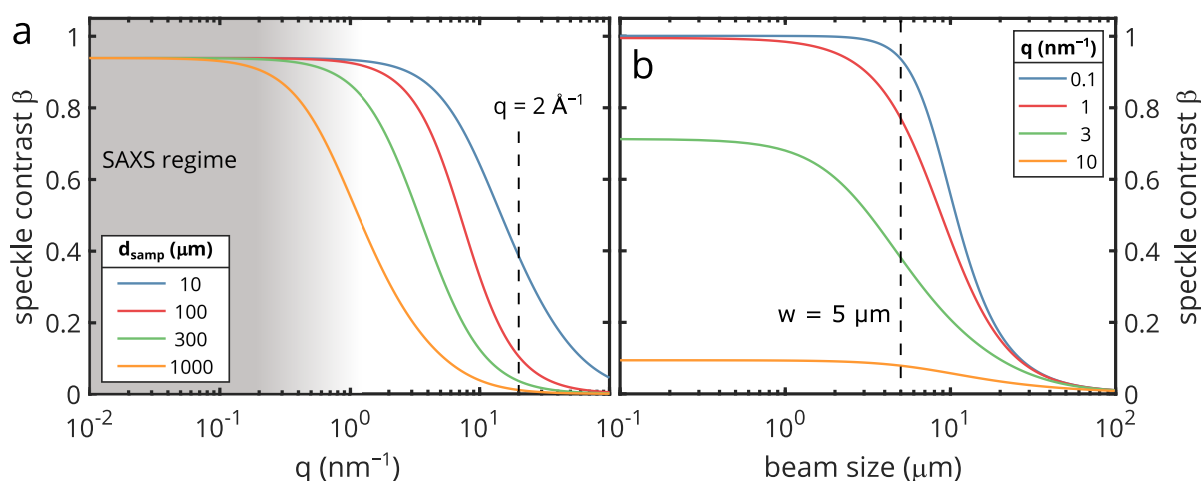 a
speckle contrast β
1
0.8
0.6
0.4
0.2
0
SAXS regime
q = 2 Å⁻¹
d_samp (μm)
10
100
300
1000
10⁻² 10⁻¹ 10⁰ 10¹ 10⁻¹ 10⁰ 10¹ 10²
q (nm⁻¹)
b
w = 5 μm
q (nm⁻¹)
0.1
1
3
10
1
0.8
0.6
0.4
0.2
0
speckle contrast β
beam size (μm)